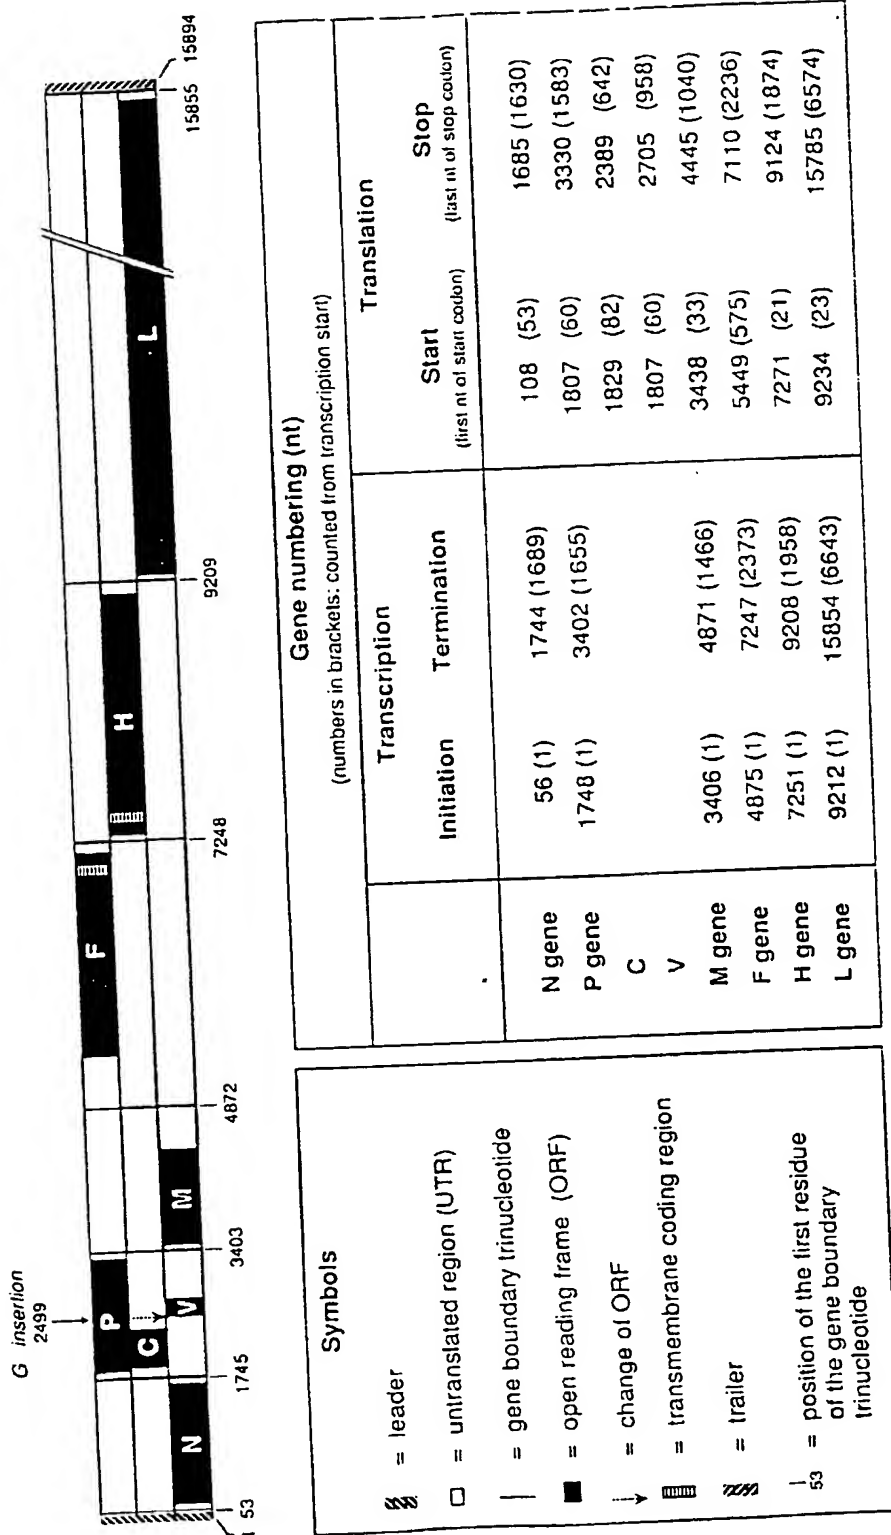 G insertion
2499
P
F
C
H
N
V
M
L
53
1745
3403
4872
7248
9209
15855
15894
Symbols
= leader
= untranslated region (UTR)
= gene boundary trinucleotide
= open reading frame (ORF)
= change of ORF
= transmembrane coding region
= trailer
53 = position of the first residue
of the gene boundary
trinucleotide
Gene numbering (nt)
(numbers in brackets: counted from transcription start)
Transcription Translation
Initiation Termination Start Stop
(first nt of start codon) (last nt of stop codon)
N gene 56 (1) 1744 (1689) 108 (53) 1685 (1630)
P gene 1748 (1) 3402 (1655) 1807 (60) 3330 (1583)
C 1829 (82) 2389 (642)
V 1807 (60) 2705 (958)
M gene 3406 (1) 4871 (1466) 3438 (33) 4445 (1040)
F gene 4875 (1) 7247 (2373) 5449 (575) 7110 (2236)
H gene 7251 (1) 9208 (1958) 7271 (21) 9124 (1874)
L gene 9212 (1) 15854 (6643) 9234 (23) 15785 (6574)